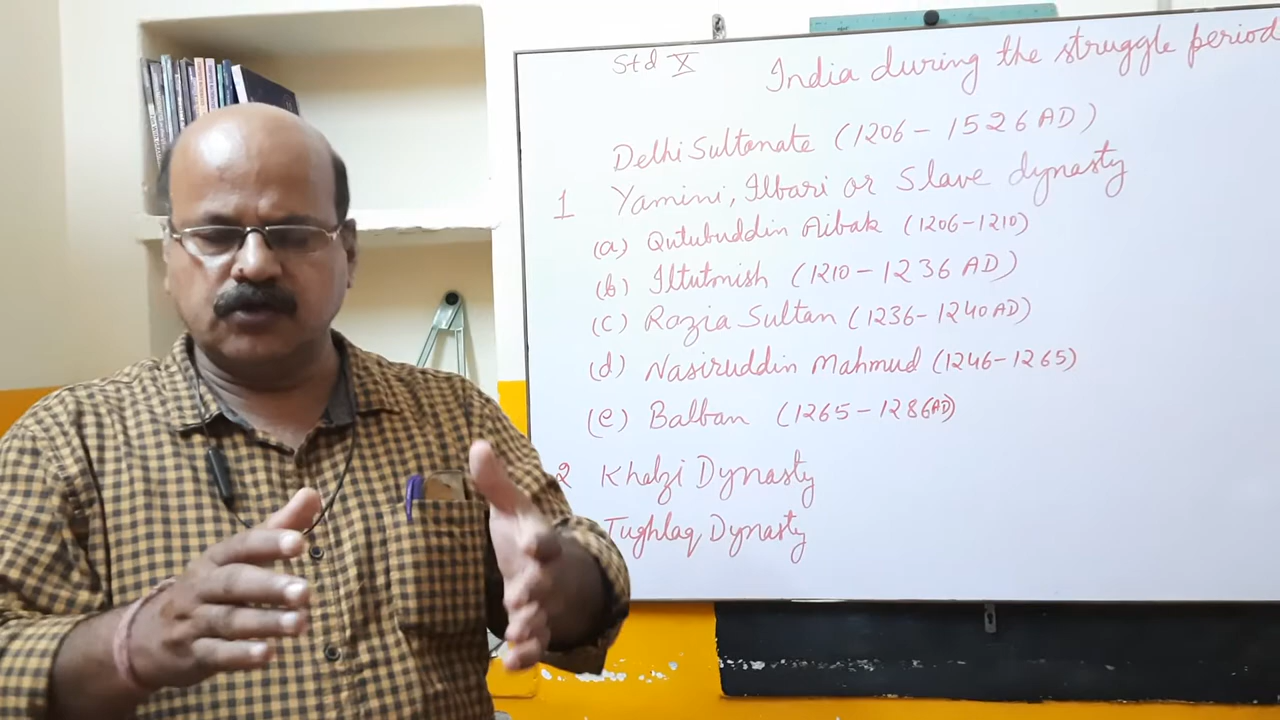 Std X India during the struggle period
Delhi Sultanate (1206 - 1526 AD)
1 Yamini, Ilbari or Slave dynasty
(a) Qutubuddin Aibak (1206-1210)
(b) Iltutmish (1210 - 1236 AD)
(c) Razia Sultan (1236-1240 AD)
(d) Nasiruddin Mahmud (1246-1265)
(e) Balban (1265-1286 AD)
2 Khalzi Dynasty
Tughlaq Dynasty